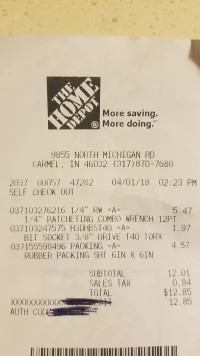 THE
HOME
DEPOT
®
More saving.
More doing.™
9855 NORTH MICHIGAN RD
CARMEL, IN 46032 (317)870-7680
2037 00057 47282 04/01/18 02:23 PM
SELF CHECK OUT
037103276216 1/4" RW <A> 5.47
1/4" RATCHETING COMBO WRENCH 12PT
037103247575 HUDHBST40 <A> 1.97
BIT SOCKET 3/8" DRIVE T40 TORX
037155598496 PACKING <A> 4.57
RUBBER PACKING SHT 6IN X 6IN
SUBTOTAL 12.01
SALES TAX 0.84
TOTAL $12.85
12.85
AUTH CODE